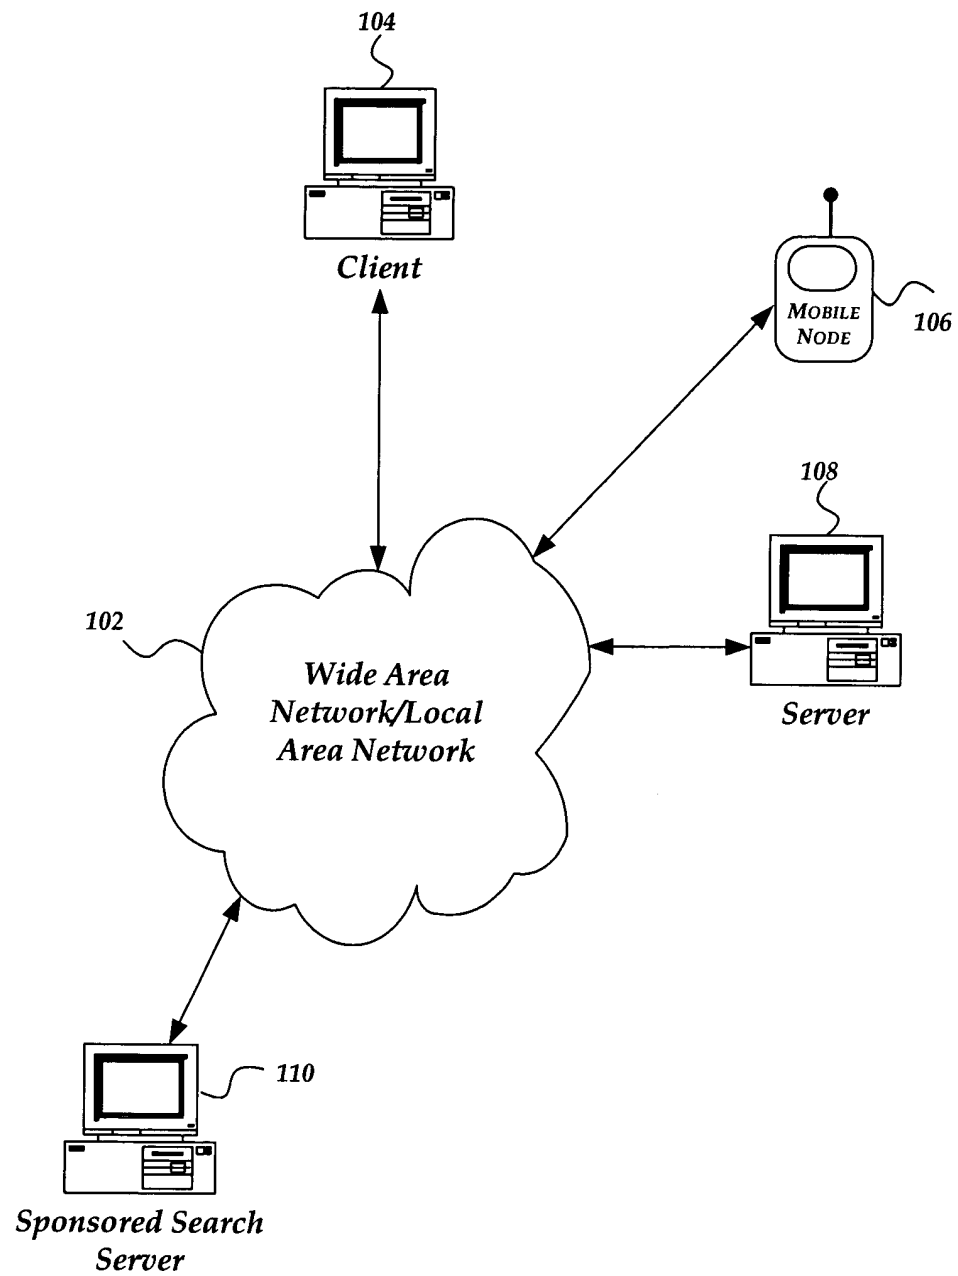 104
Client
MOBILE
NODE
106
108
Server
102
Wide Area
Network/Local
Area Network
110
Sponsored Search
Server